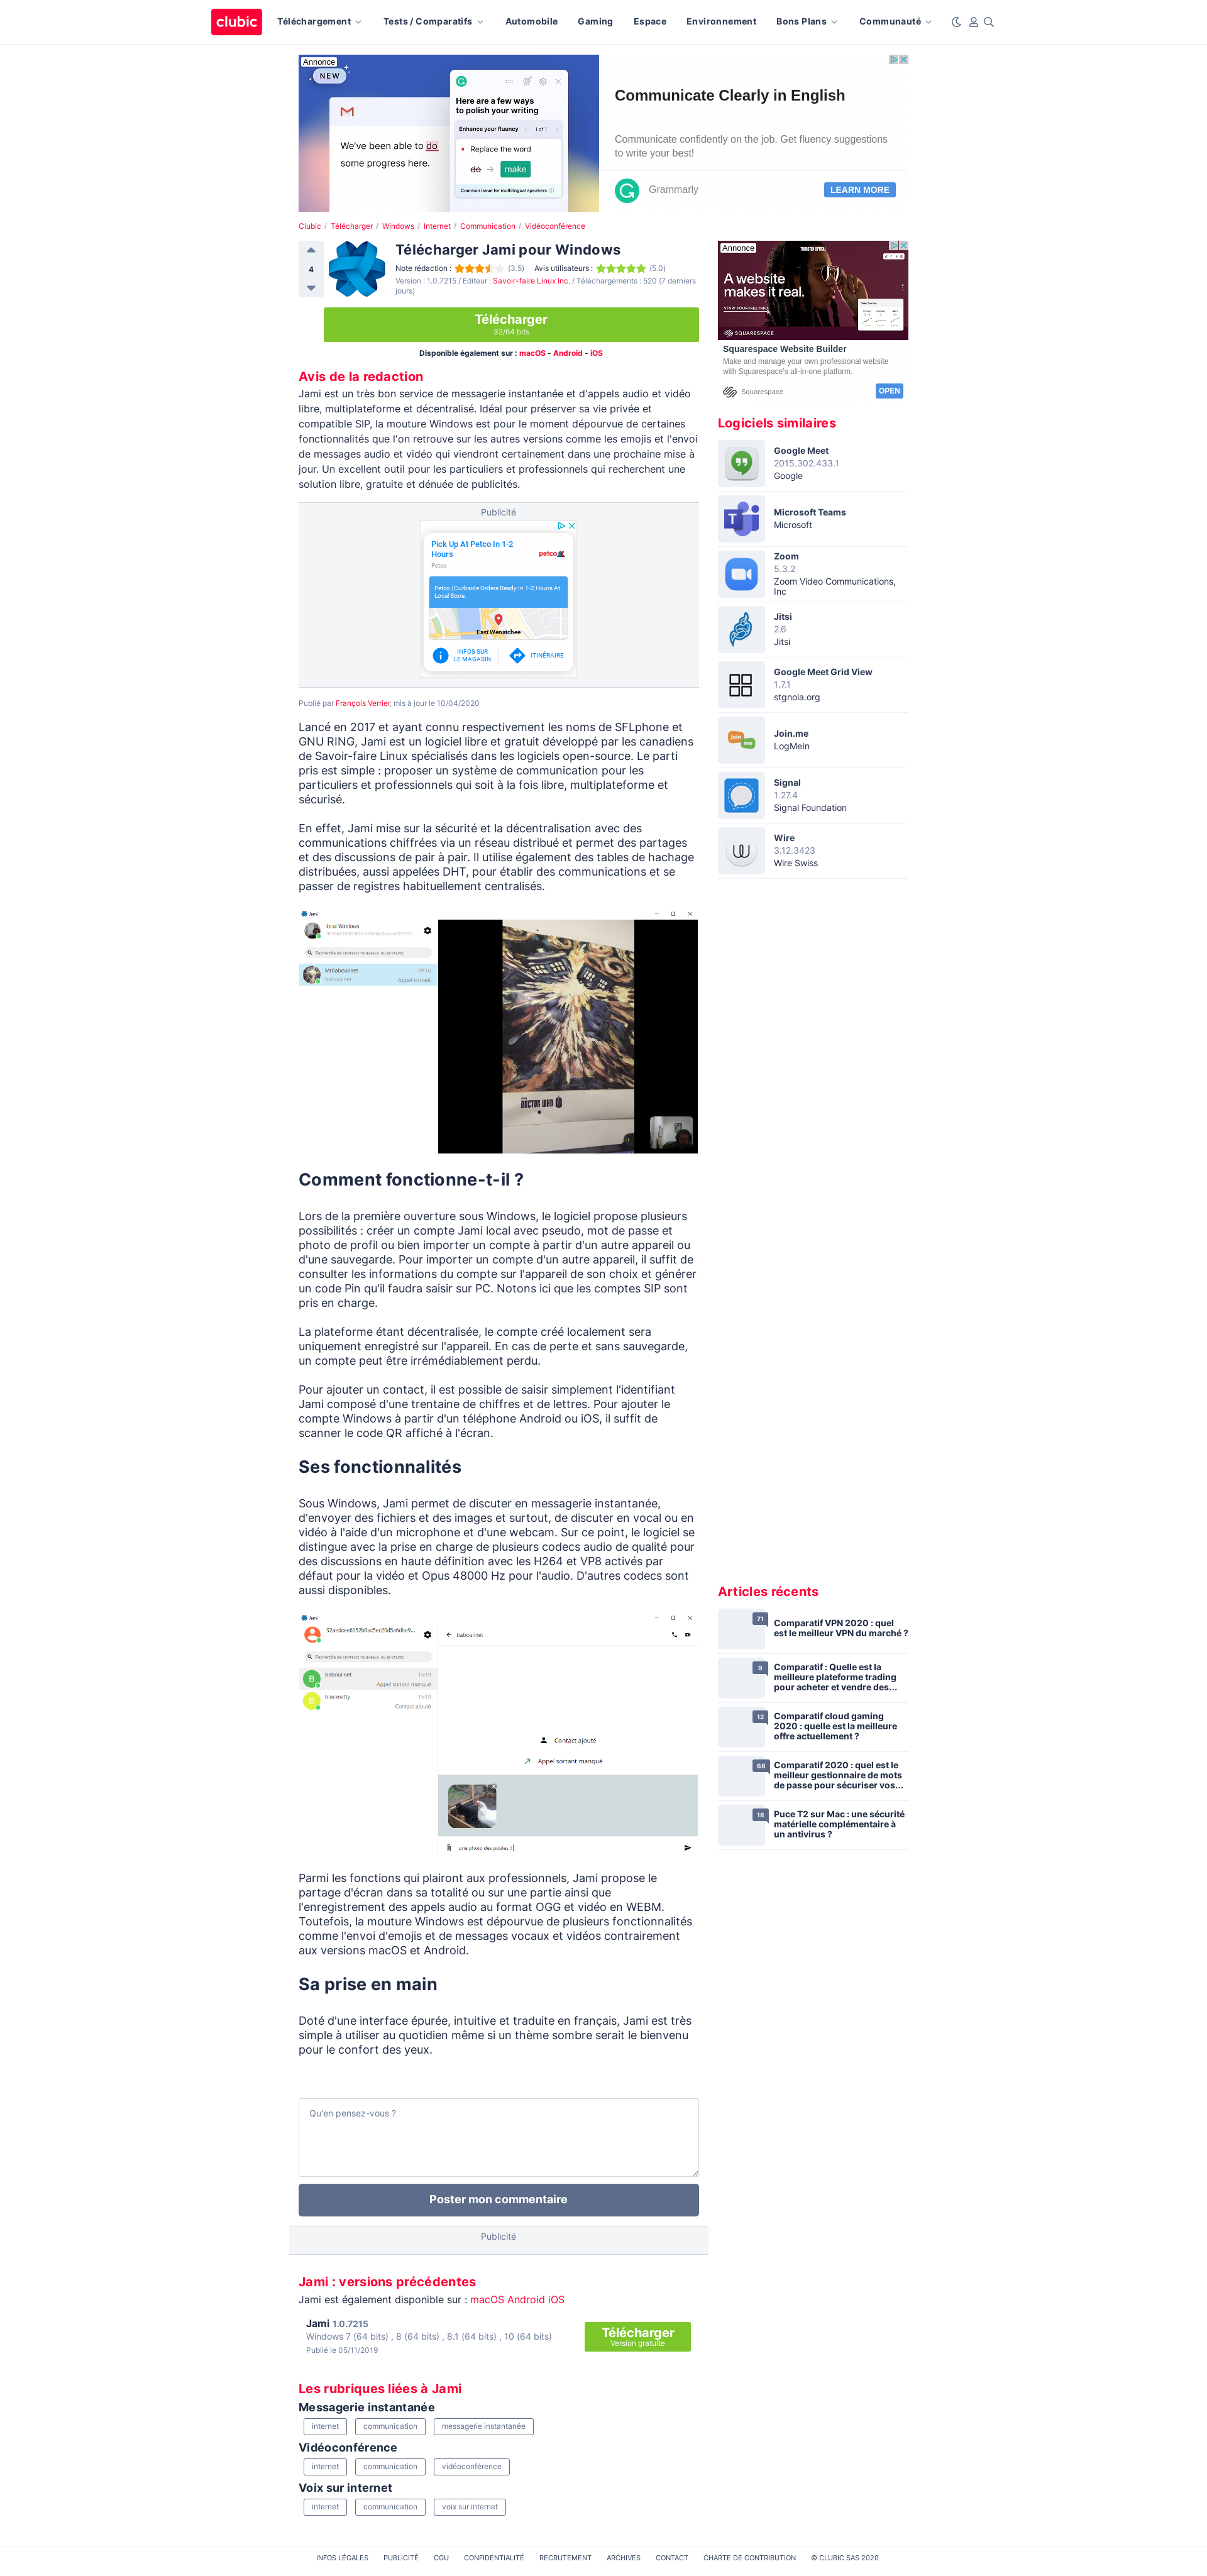 clubic
Téléchargement
Tests / Comparatifs
Automobile
Gaming
Espace
Environnement
Bons Plans
Communauté
Annonce
NEW
We've been able to do
some progress here.
Here are a few ways
to polish your writing
Enhance your fluency
1 of 1
Replace the word
do → make
Common issue for multilingual speakers
Communicate Clearly in English
Communicate confidently on the job. Get fluency suggestions
to write your best!
Grammarly
LEARN MORE
Clubic / Télécharger / Windows / Internet / Communication / Vidéoconférence
4
Télécharger Jami pour Windows
Note rédaction : (3.5) Avis utilisateurs : (5.0)
Version : 1.0.7215 / Editeur : Savoir-faire Linux Inc. / Téléchargements : 520 (7 derniers
jours)
Télécharger
32/64 bits
Disponible également sur : macOS - Android - iOS
Avis de la redaction
Jami est un très bon service de messagerie instantanée et d'appels audio et vidéo
libre, multiplateforme et décentralisé. Idéal pour préserver sa vie privée et
compatible SIP, la mouture Windows est pour le moment dépourvue de certaines
fonctionnalités que l'on retrouve sur les autres versions comme les emojis et l'envoi
de messages audio et vidéo qui viendront certainement dans une prochaine mise à
jour. Un excellent outil pour les particuliers et professionnels qui recherchent une
solution libre, gratuite et dénuée de publicités.
Publicité
Pick Up At Petco In 1-2
Hours
Petco
petco
Petco | Curbside Orders Ready In 1-2 Hours At
Local Store.
East Wenatchee
INFOS SUR
LE MAGASIN
ITINÉRAIRE
Publié par François Verrier, mis à jour le 10/04/2020
Lancé en 2017 et ayant connu respectivement les noms de SFLphone et
GNU RING, Jami est un logiciel libre et gratuit développé par les canadiens
de Savoir-faire Linux spécialisés dans les logiciels open-source. Le parti
pris est simple : proposer un système de communication pour les
particuliers et professionnels qui soit à la fois libre, multiplateforme et
sécurisé.
En effet, Jami mise sur la sécurité et la décentralisation avec des
communications chiffrées via un réseau distribué et permet des partages
et des discussions de pair à pair. Il utilise également des tables de hachage
distribuées, aussi appelées DHT, pour établir des communications et se
passer de registres habituellement centralisés.
Jami
local Windows
Recherche de contacts nouveaux ou existants
MrBaboulinet
baboulinet
Appel sortant
DOCTOR WHO
Comment fonctionne-t-il ?
Lors de la première ouverture sous Windows, le logiciel propose plusieurs
possibilités : créer un compte Jami local avec pseudo, mot de passe et
photo de profil ou bien importer un compte à partir d'un autre appareil ou
d'une sauvegarde. Pour importer un compte d'un autre appareil, il suffit de
consulter les informations du compte sur l'appareil de son choix et générer
un code Pin qu'il faudra saisir sur PC. Notons ici que les comptes SIP sont
pris en charge.
La plateforme étant décentralisée, le compte créé localement sera
uniquement enregistré sur l'appareil. En cas de perte et sans sauvegarde,
un compte peut être irrémédiablement perdu.
Pour ajouter un contact, il est possible de saisir simplement l'identifiant
Jami composé d'une trentaine de chiffres et de lettres. Pour ajouter le
compte Windows à partir d'un téléphone Android ou iOS, il suffit de
scanner le code QR affiché à l'écran.
Ses fonctionnalités
Sous Windows, Jami permet de discuter en messagerie instantanée,
d'envoyer des fichiers et des images et surtout, de discuter en vocal ou en
vidéo à l'aide d'un microphone et d'une webcam. Sur ce point, le logiciel se
distingue avec la prise en charge de plusieurs codecs audio de qualité pour
des discussions en haute définition avec les H264 et VP8 activés par
défaut pour la vidéo et Opus 48000 Hz pour l'audio. D'autres codecs sont
aussi disponibles.
Jami
Recherche de contacts nouveaux ou existants
B
baboulinet
15:19
Appel sortant manqué
B
blacknatty
15:18
Contact ajouté
baboulinet
Contact ajouté
Appel sortant manqué
une photo des poules !|
Parmi les fonctions qui plairont aux professionnels, Jami propose le
partage d'écran dans sa totalité ou sur une partie ainsi que
l'enregistrement des appels audio au format OGG et vidéo en WEBM.
Toutefois, la mouture Windows est dépourvue de plusieurs fonctionnalités
comme l'envoi d'emojis et de messages vocaux et vidéos contrairement
aux versions macOS et Android.
Sa prise en main
Doté d'une interface épurée, intuitive et traduite en français, Jami est très
simple à utiliser au quotidien même si un thème sombre serait le bienvenu
pour le confort des yeux.
Qu'en pensez-vous ?
Poster mon commentaire
Publicité
Jami : versions précédentes
Jami est également disponible sur : macOS Android iOS
Jami 1.0.7215
Windows 7 (64 bits) , 8 (64 bits) , 8.1 (64 bits) , 10 (64 bits)
Publié le 05/11/2019
Télécharger
Version gratuite
Les rubriques liées à Jami
Messagerie instantanée
internet
communication
messagerie instantanée
Vidéoconférence
internet
communication
vidéoconférence
Voix sur internet
internet
communication
voix sur internet
Annonce
A website
makes it real.
START YOUR FREE TRIAL
SQUARESPACE
Squarespace Website Builder
Make and manage your own professional website
with Squarespace's all-in-one platform.
Squarespace
OPEN
Logiciels similaires
Google Meet
2015.302.433.1
Google
Microsoft Teams
Microsoft
Zoom
5.3.2
Zoom Video Communications,
Inc
Jitsi
2.6
Jitsi
Google Meet Grid View
1.7.1
stgnola.org
join me
Join.me
LogMeIn
Signal
1.27.4
Signal Foundation
Wire
3.12.3423
Wire Swiss
Articles récents
71
Comparatif VPN 2020 : quel
est le meilleur VPN du marché ?
9
Comparatif : Quelle est la
meilleure plateforme trading
pour acheter et vendre des...
12
Comparatif cloud gaming
2020 : quelle est la meilleure
offre actuellement ?
68
Comparatif 2020 : quel est le
meilleur gestionnaire de mots
de passe pour sécuriser vos...
18
Puce T2 sur Mac : une sécurité
matérielle complémentaire à
un antivirus ?
INFOS LÉGALES
PUBLICITÉ
CGU
CONFIDENTIALITÉ
RECRUTEMENT
ARCHIVES
CONTACT
CHARTE DE CONTRIBUTION
© CLUBIC SAS 2020